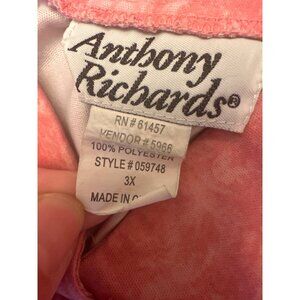 Anthony
Richards®
RN # 61457
VENDOR # 5966
100% POLYESTER
STYLE # 059748
3X
MADE IN